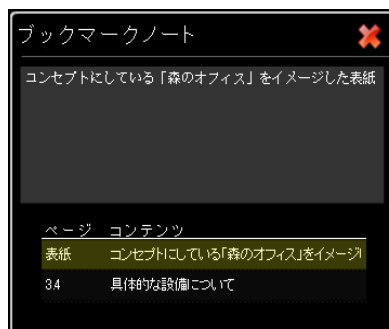 ブックマークノート
コンセプトにしている「森のオフィス」をイメージした表紙
ページ コンテンツ
表紙 コンセプトにしている「森のオフィス」をイメージ
3.4 具体的な設備について